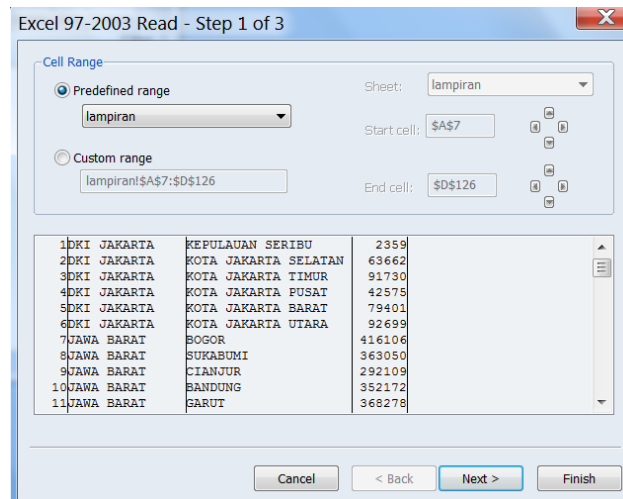 Excel 97-2003 Read - Step 1 of 3
X
Cell Range
Predefined range
lampiran
Custom range
lampiran!$A$7:$D$126
Sheet: lampiran
Start cell: $A$7
End cell: $D$126
1 DKI JAKARTA KEPULAUAN SERIBU 2359
2 DKI JAKARTA KOTA JAKARTA SELATAN 63662
3 DKI JAKARTA KOTA JAKARTA TIMUR 91730
4 DKI JAKARTA KOTA JAKARTA PUSAT 42575
5 DKI JAKARTA KOTA JAKARTA BARAT 79401
6 DKI JAKARTA KOTA JAKARTA UTARA 92699
7 JAWA BARAT BOGOR 416106
8 JAWA BARAT SUKABUMI 363050
9 JAWA BARAT CIANJUR 292109
10 JAWA BARAT BANDUNG 352172
11 JAWA BARAT GARUT 368278
Cancel < Back Next > Finish